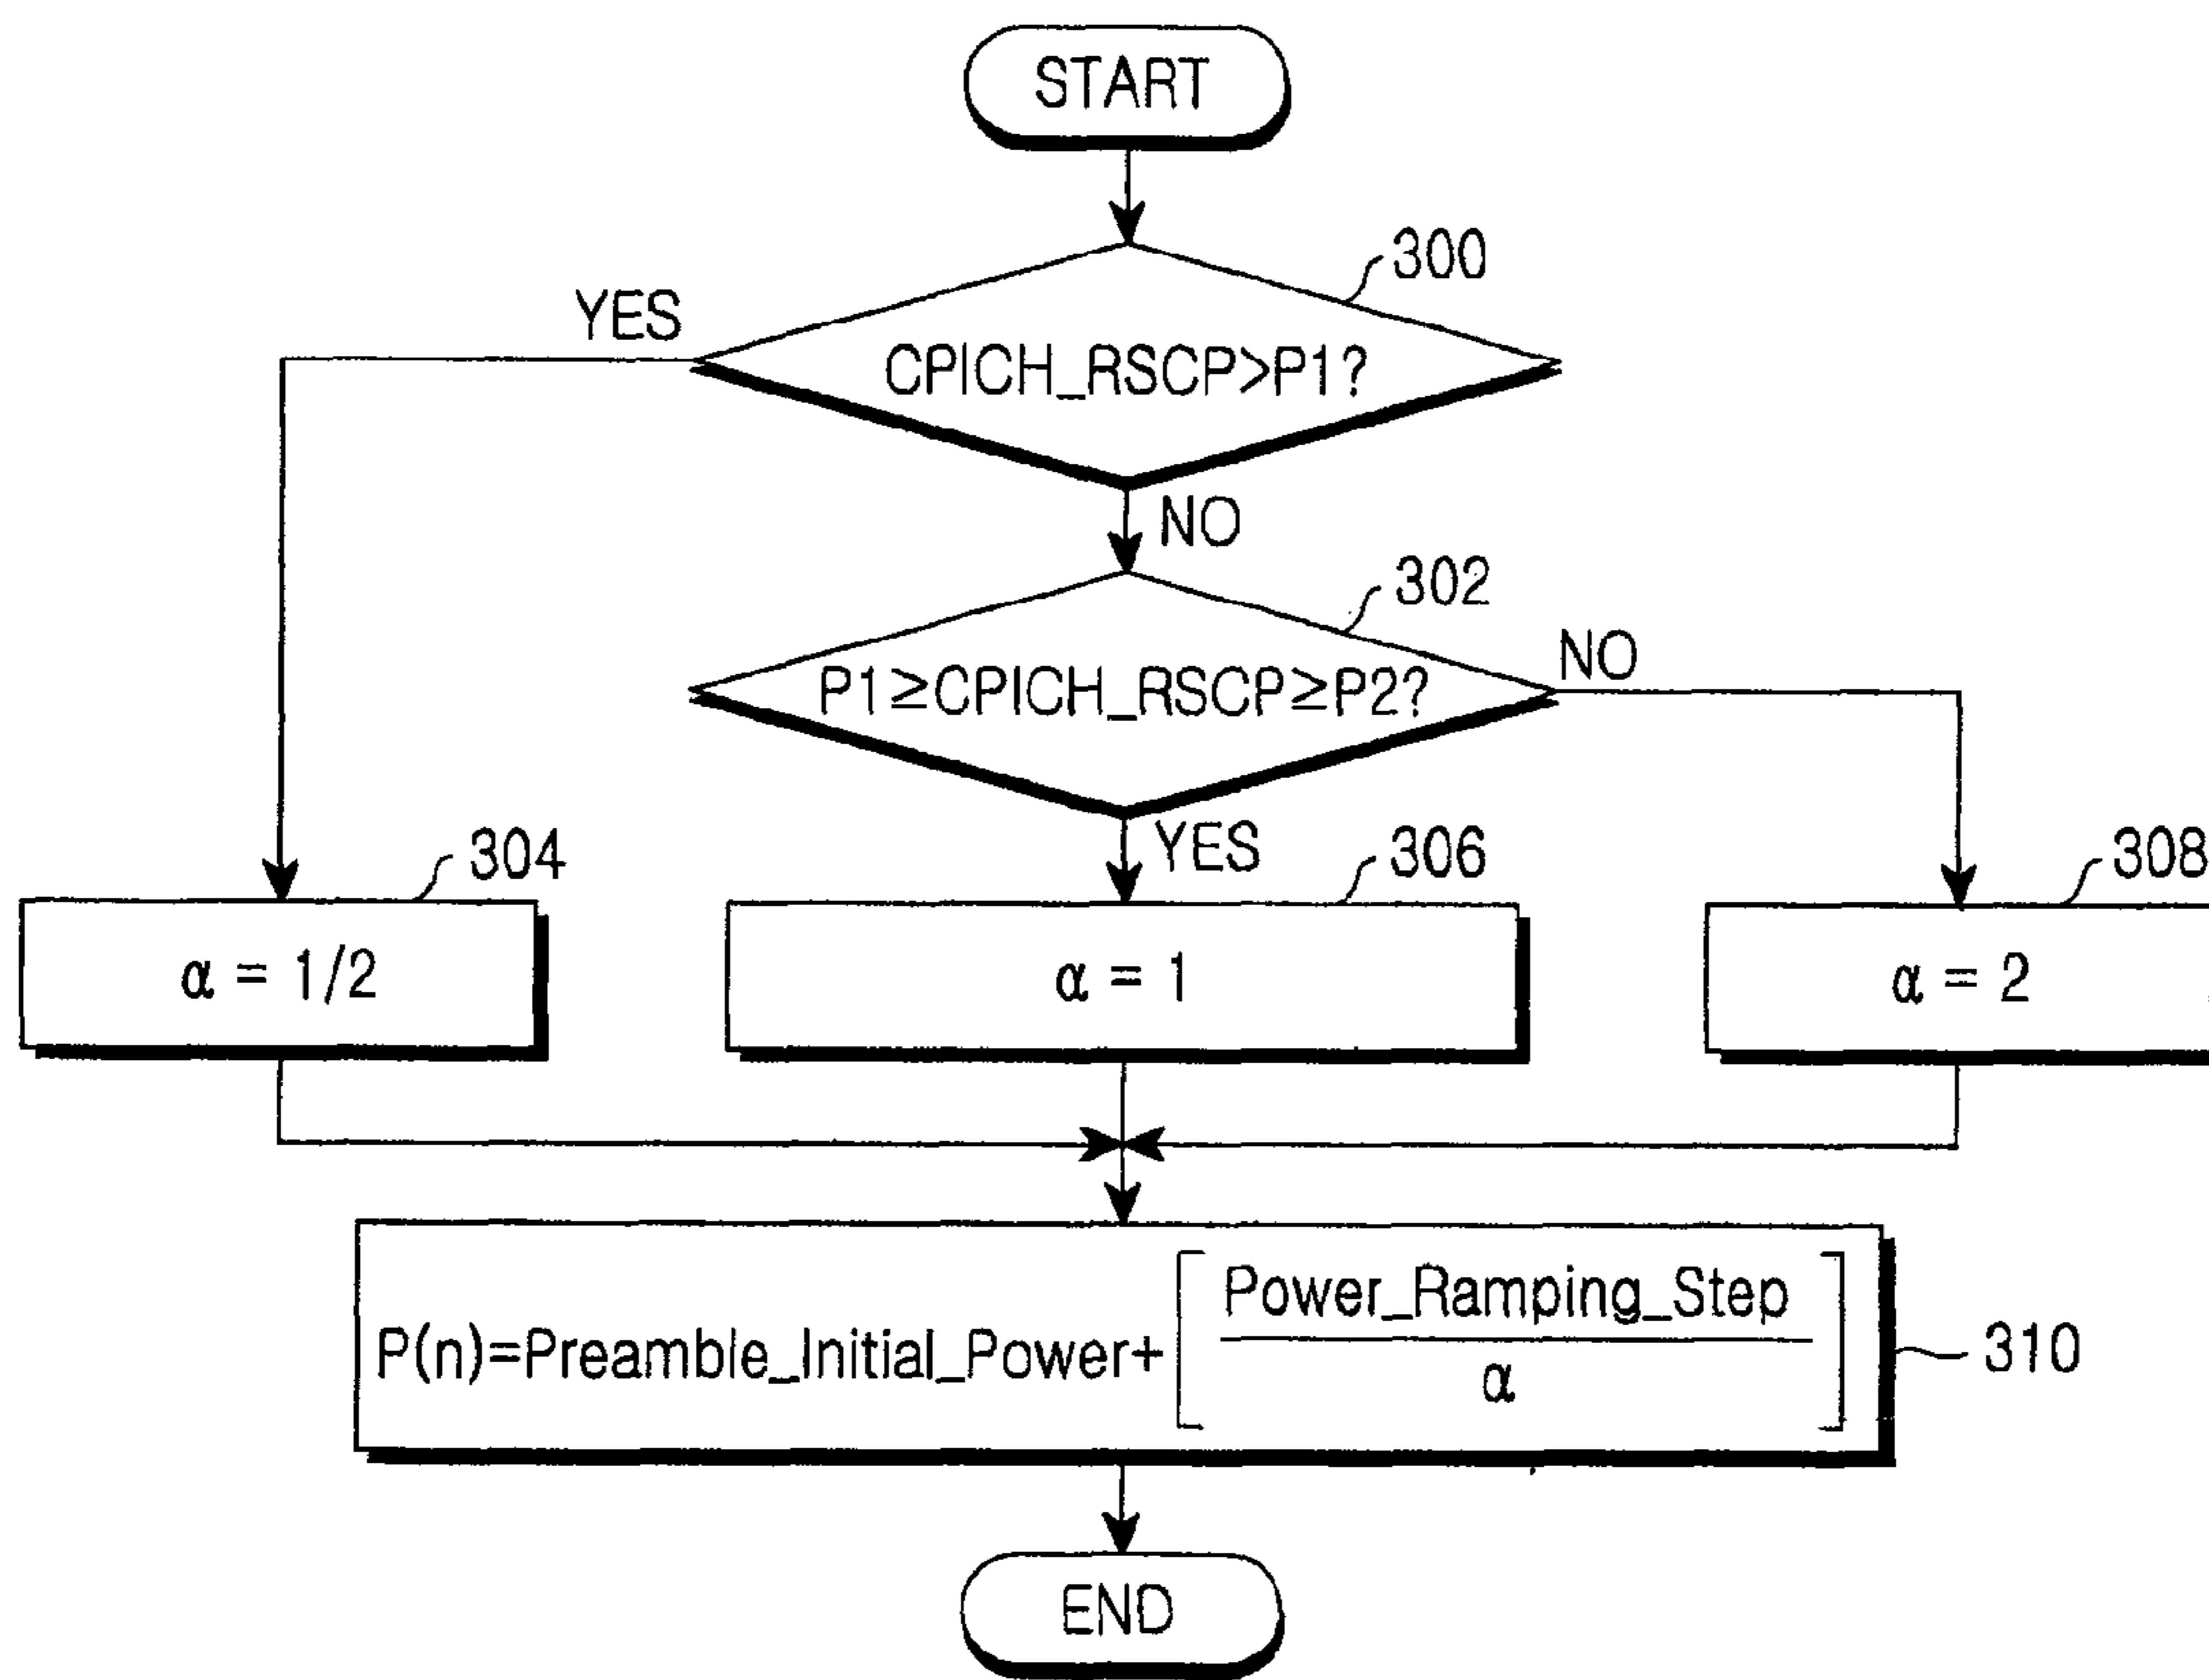 START
300
YES
CPICH_RSCP>P1?
NO
302
P1≥CPICH_RSCP≥P2?
NO
YES
304
306
308
α = 1/2
α = 1
α = 2
P(n)=Preamble_Initial_Power+[Power_Ramping_Step
α]
310
END